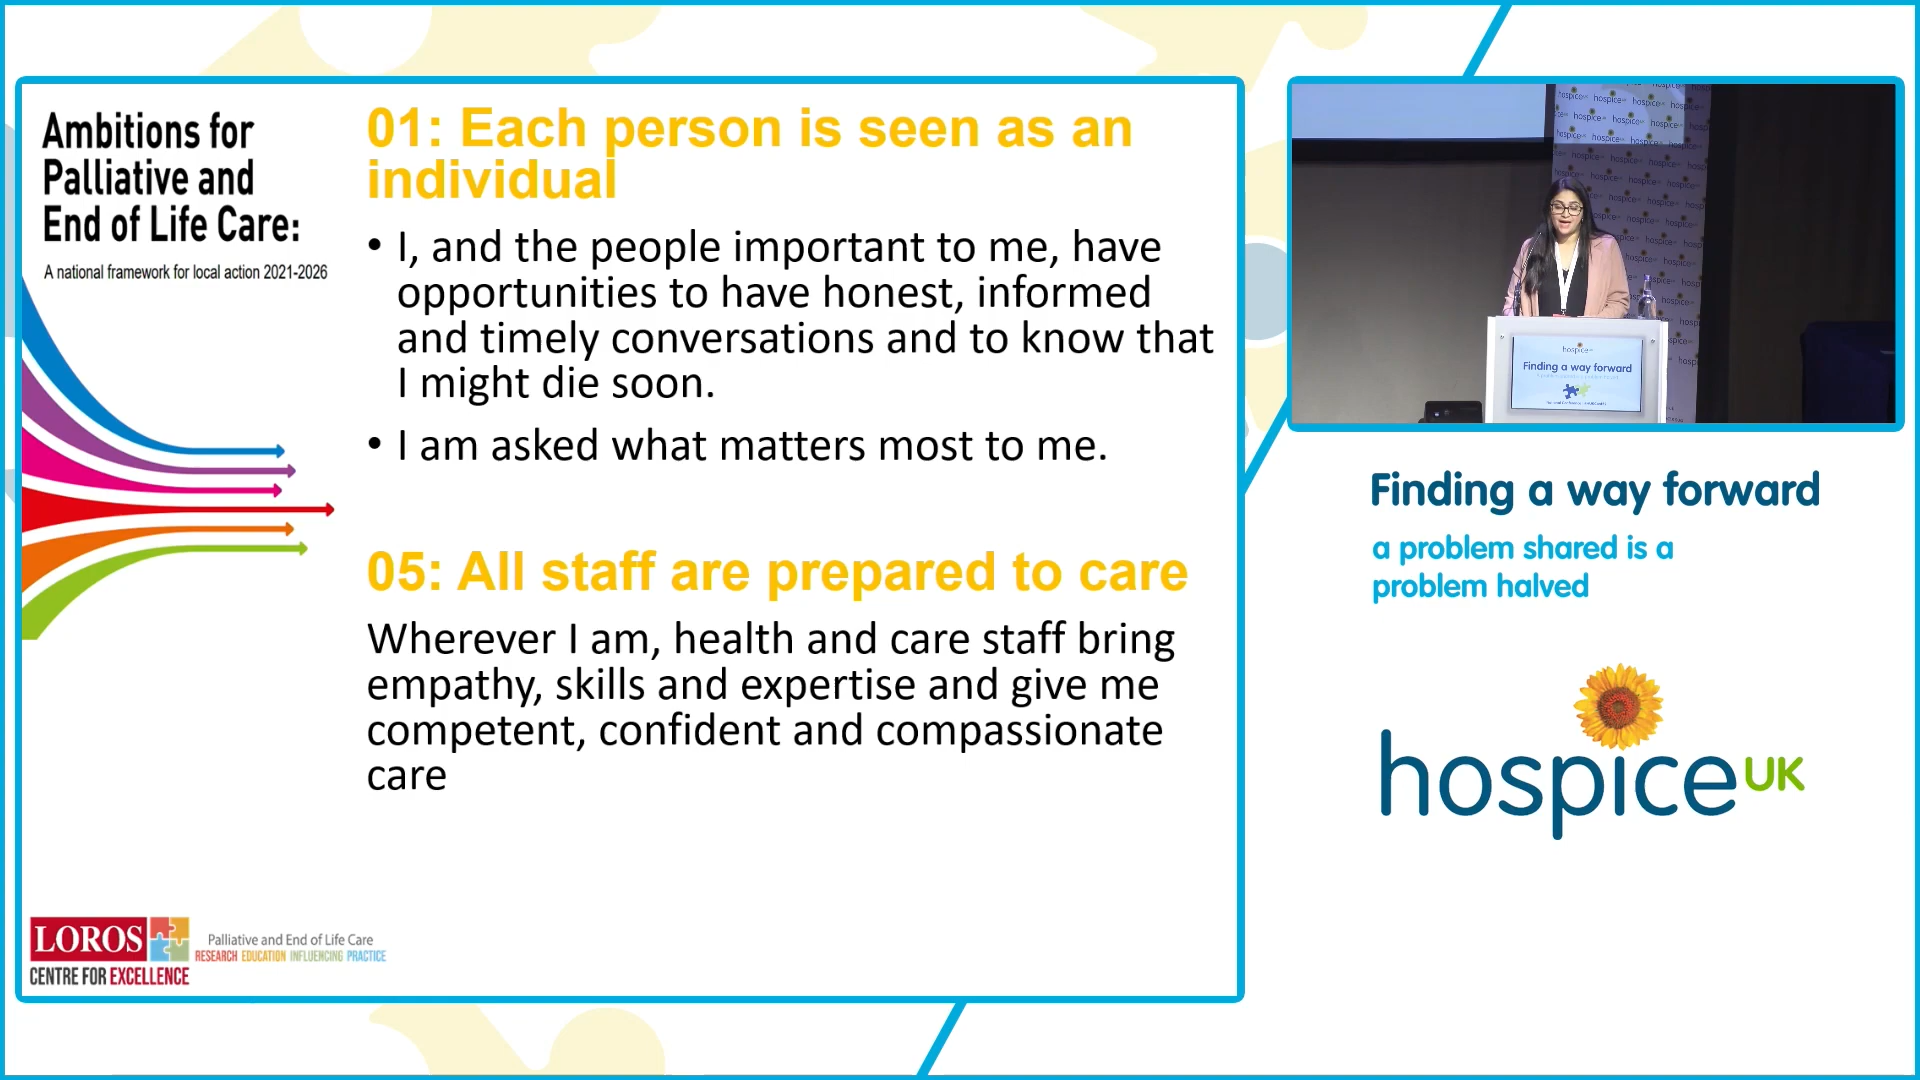 Ambitions for
Palliative and
End of Life Care:
A national framework for local action 2021-2026
01: Each person is seen as an
individual
• I, and the people important to me, have
opportunities to have honest, informed
and timely conversations and to know that
I might die soon.
• I am asked what matters most to me.
05: All staff are prepared to care
Wherever I am, health and care staff bring
empathy, skills and expertise and give me
competent, confident and compassionate
care
LOROS
CENTRE FOR EXCELLENCE
Palliative and End of Life Care
RESEARCH EDUCATION INFLUENCING PRACTICE
hospice UK
Finding a way forward
Finding a way forward
a problem shared is a
problem halved
hospice UK